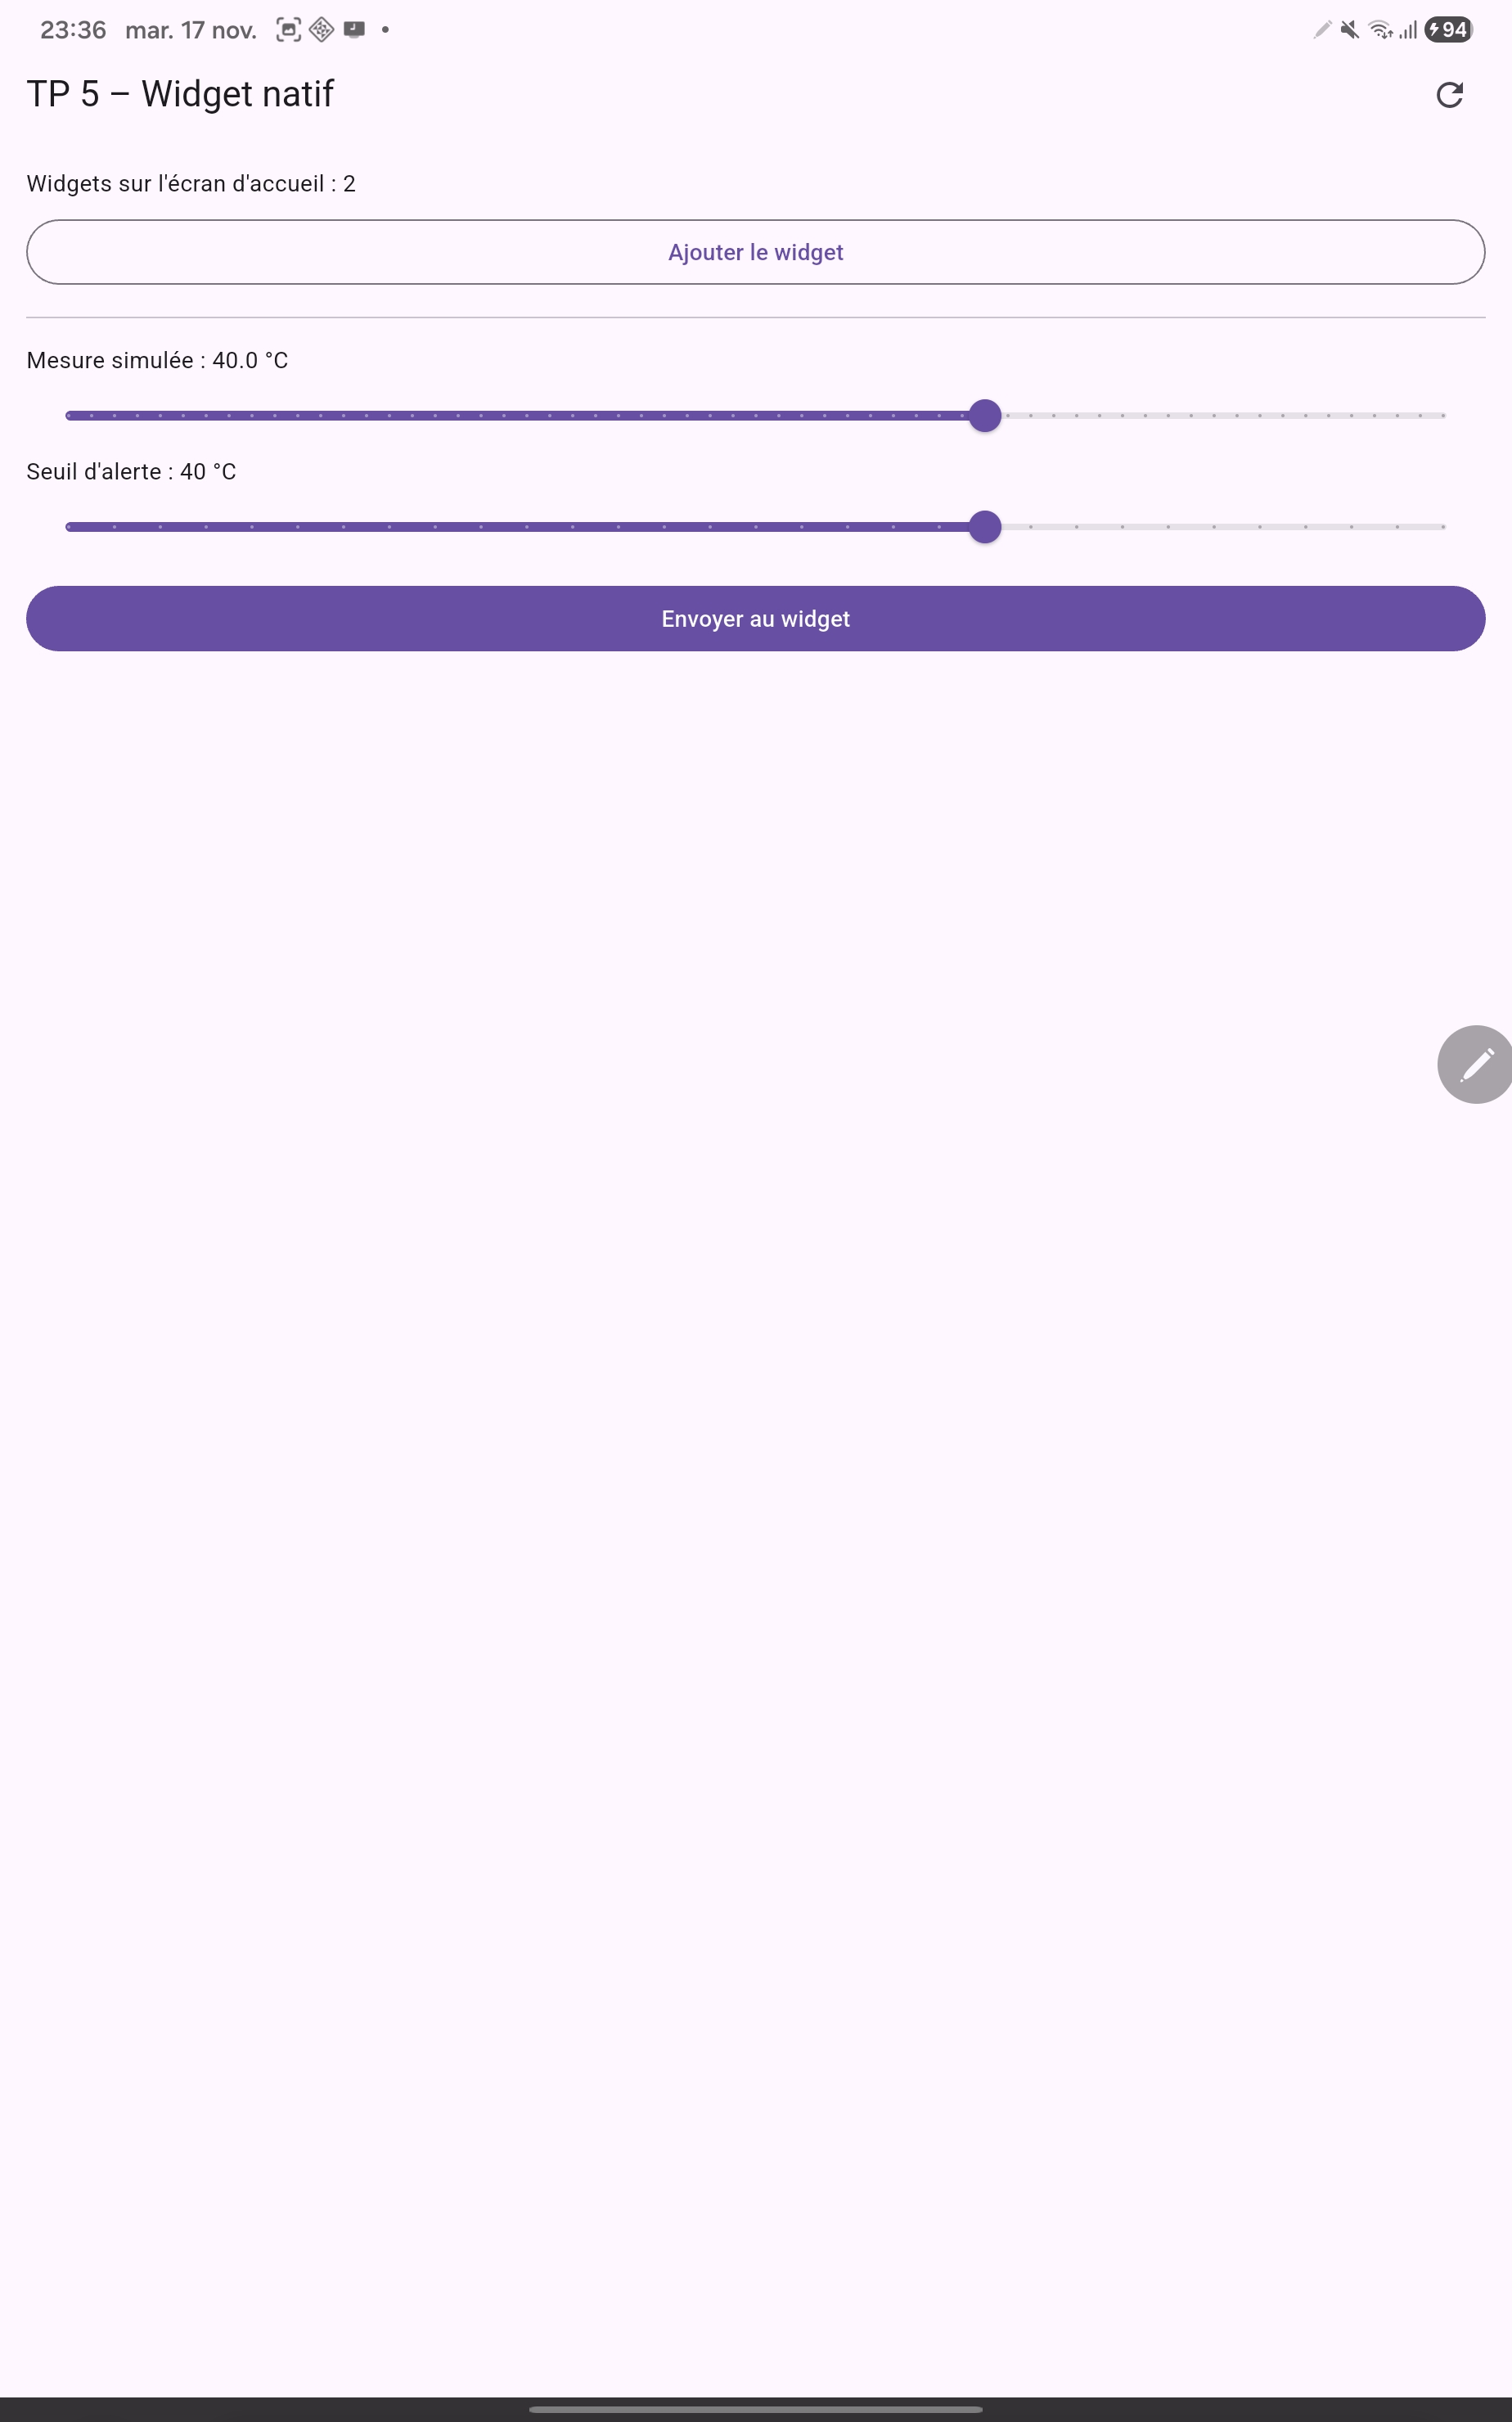 23:36 mar. 17 nov. 94
TP 5 – Widget natif
Widgets sur l'écran d'accueil : 2
Ajouter le widget
Mesure simulée : 40.0 °C
Seuil d'alerte : 40 °C
Envoyer au widget